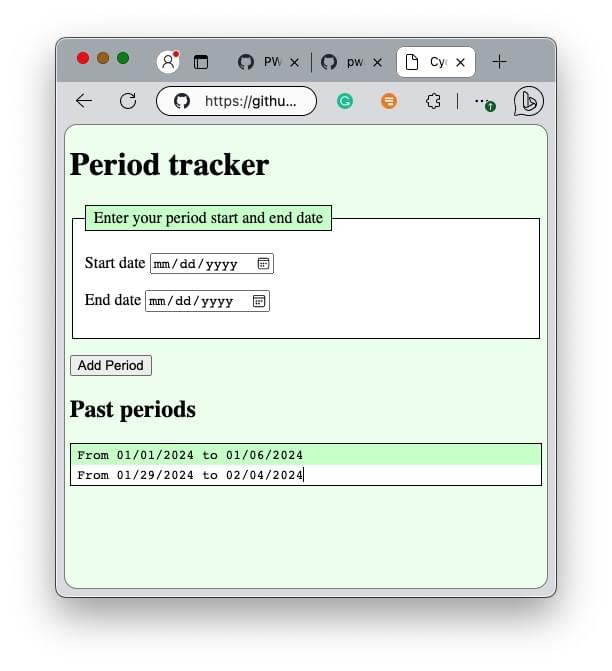 PW
pw
Cy
https://githu...
Period tracker
Enter your period start and end date
Start date mm/dd/yyyy
End date mm/dd/yyyy
Add Period
Past periods
From 01/01/2024 to 01/06/2024
From 01/29/2024 to 02/04/2024